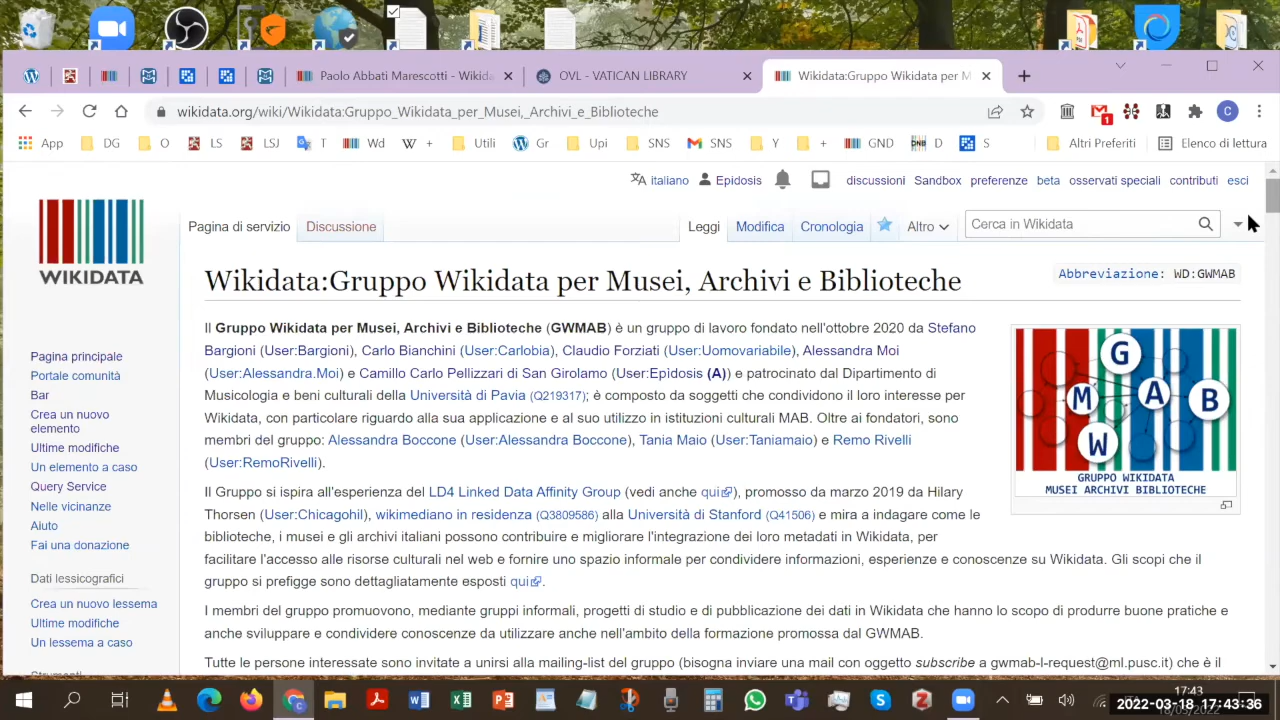 Paolo Abbati Marescotti - Wikida
OVL - VATICAN LIBRARY
Wikidata:Gruppo Wikidata per M
wikidata.org/wiki/Wikidata:Gruppo_Wikidata_per_Musei,_Archivi_e_Biblioteche
1
C
App DG O LS LSJ T Wd W + Utili Gr Upi SNS SNS Y + GND DNB D S Altri Preferiti Elenco di lettura
italiano Epidosis discussioni Sandbox preferenze beta osservati speciali contributi esci
Pagina di servizio Discussione Leggi Modifica Cronologia Altro Cerca in Wikidata
WIKIDATA
Wikidata:Gruppo Wikidata per Musei, Archivi e Biblioteche
Abbreviazione: WD:GWMAB
Il Gruppo Wikidata per Musei, Archivi e Biblioteche (GWMAB) è un gruppo di lavoro fondato nell'ottobre 2020 da Stefano
Bargioni (User:Bargioni), Carlo Bianchini (User:Carlobia), Claudio Forziati (User:Uomovariabile), Alessandra Moi
(User:Alessandra.Moi) e Camillo Carlo Pellizzari di San Girolamo (User:Epìdosis (A)) e patrocinato dal Dipartimento di
Musicologia e beni culturali della Università di Pavia (Q219317); è composto da soggetti che condividono il loro interesse per
Wikidata, con particolare riguardo alla sua applicazione e al suo utilizzo in istituzioni culturali MAB. Oltre ai fondatori, sono
membri del gruppo: Alessandra Boccone (User:Alessandra Boccone), Tania Maio (User:Taniamaio) e Remo Rivelli
(User:RemoRivelli).
Il Gruppo si ispira all'esperienza del LD4 Linked Data Affinity Group (vedi anche qui), promosso da marzo 2019 da Hilary
Thorsen (User:Chicagohil), wikimediano in residenza (Q3809586) alla Università di Stanford (Q41506) e mira a indagare come le
biblioteche, i musei e gli archivi italiani possono contribuire e migliorare l'integrazione dei loro metadati in Wikidata, per
facilitare l'accesso alle risorse culturali nel web e fornire uno spazio informale per condividere informazioni, esperienze e conoscenze su Wikidata. Gli scopi che il
gruppo si prefigge sono dettagliatamente esposti qui.
I membri del gruppo promuovono, mediante gruppi informali, progetti di studio e di pubblicazione dei dati in Wikidata che hanno lo scopo di produrre buone pratiche e
anche sviluppare e condividere conoscenze da utilizzare anche nell'ambito della formazione promossa dal GWMAB.
Tutte le persone interessate sono invitate a unirsi alla mailing-list del gruppo (bisogna inviare una mail con oggetto subscribe a gwmab-l-request@ml.pusc.it) che è il
G
M A B
W
GRUPPO WIKIDATA
MUSEI ARCHIVI BIBLIOTECHE
Pagina principale
Portale comunità
Bar
Crea un nuovo
elemento
Ultime modifiche
Un elemento a caso
Query Service
Nelle vicinanze
Aiuto
Fai una donazione
Dati lessicografici
Crea un nuovo lessema
Ultime modifiche
Un lessema a caso
Strumenti
17:43
2022-03-18 17:43:36